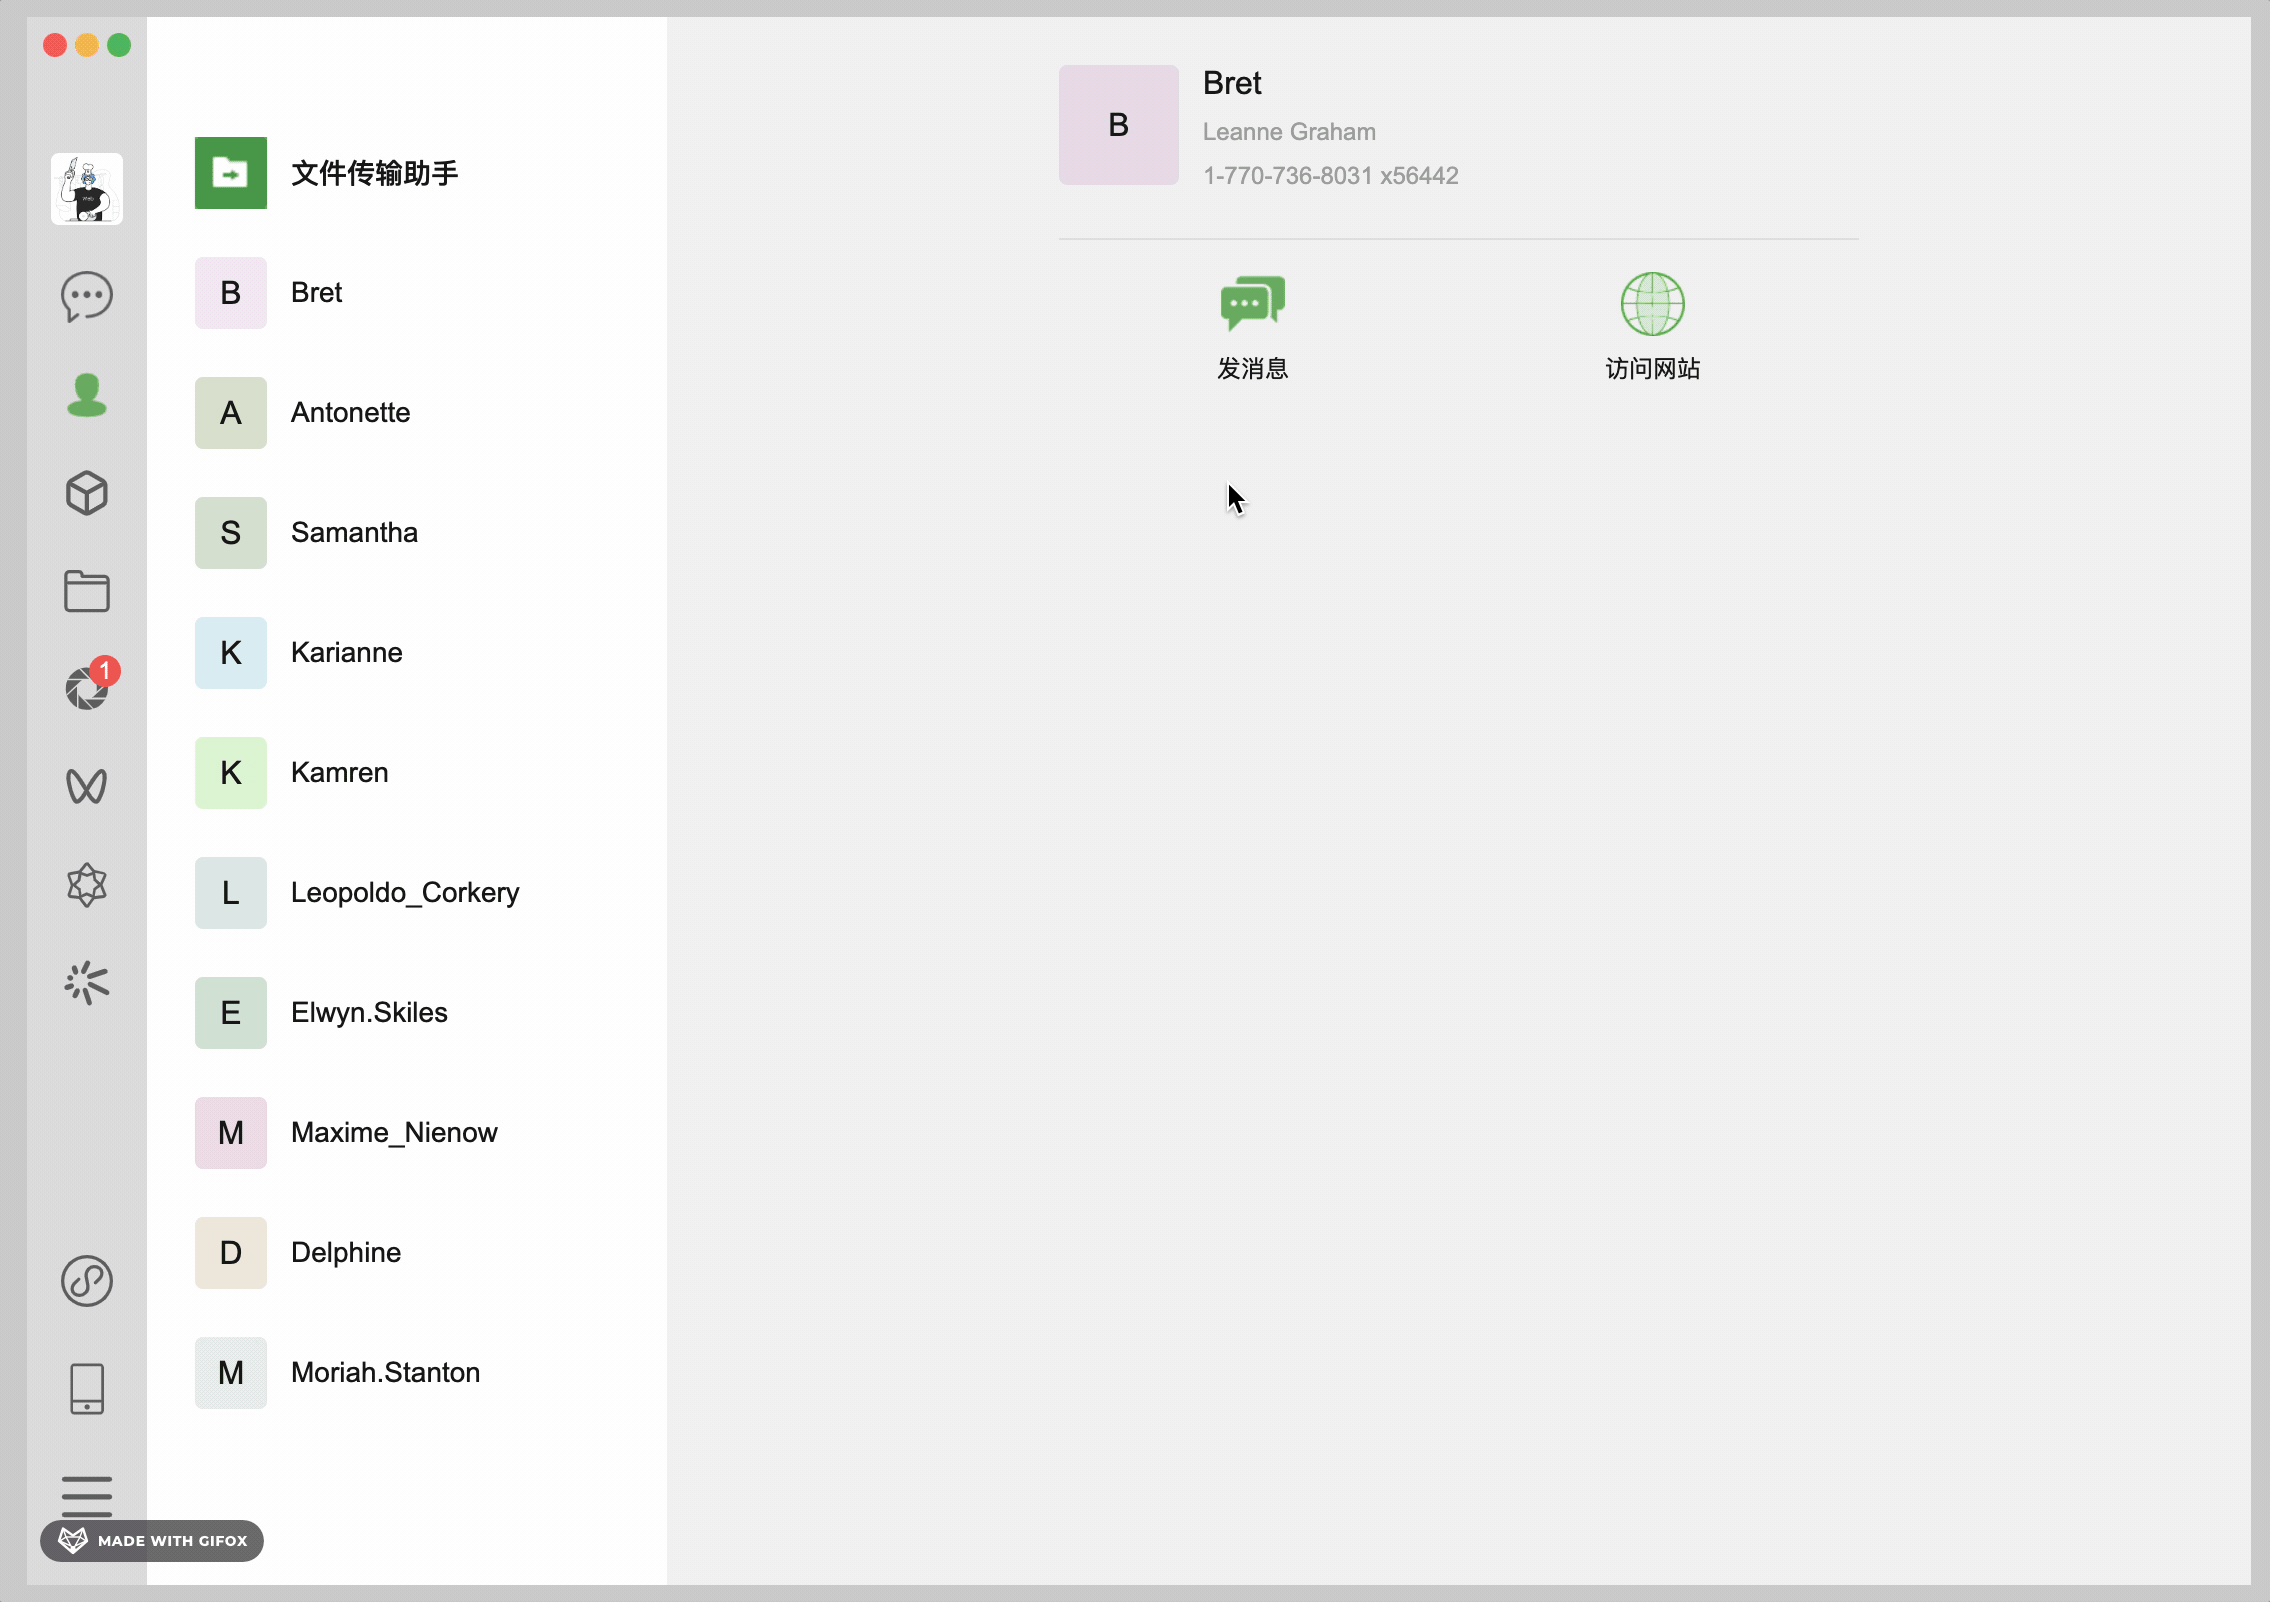 文件传输助手
B
Bret
A
Antonette
S
Samantha
K
Karianne
K
Kamren
L
Leopoldo_Corkery
E
Elwyn.Skiles
M
Maxime_Nienow
D
Delphine
M
Moriah.Stanton
1
MADE WITH GIFOX
B
Bret
Leanne Graham
1-770-736-8031 x56442
发消息
访问网站